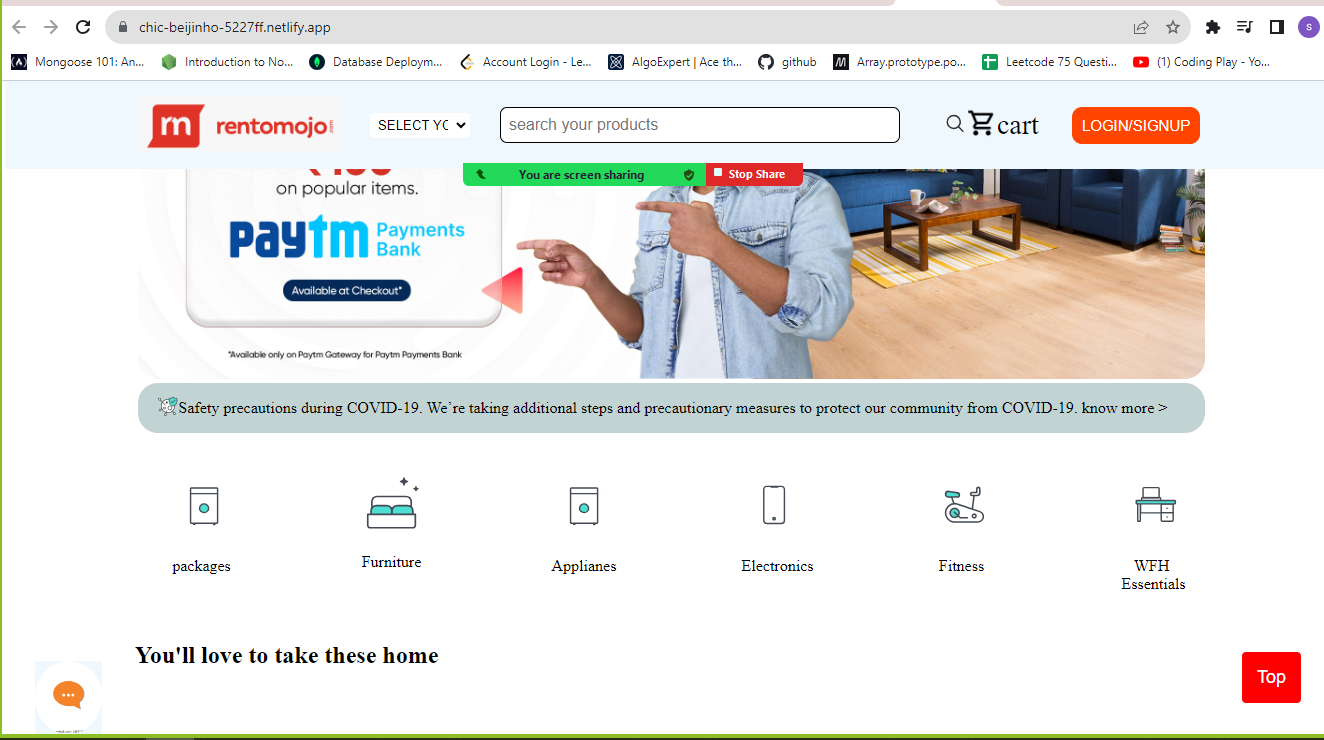 chic-beijinho-5227ff.netlify.app
s
Mongoose 101: An... Introduction to No... Database Deploym... Account Login - Le... AlgoExpert | Ace th... github Array.prototype.po... Leetcode 75 Questi... (1) Coding Play - Yo...
m rentomojo.com SELECT YO search your products cart LOGIN/SIGNUP
You are screen sharing Stop Share
on popular items.
paytm Payments Bank
Available at Checkout*
*Available only on Paytm Gateway for Paytm Payments Bank
Safety precautions during COVID-19. We're taking additional steps and precautionary measures to protect our community from COVID-19. know more >
packages Furniture Applianes Electronics Fitness WFH
Essentials
You'll love to take these home
Top